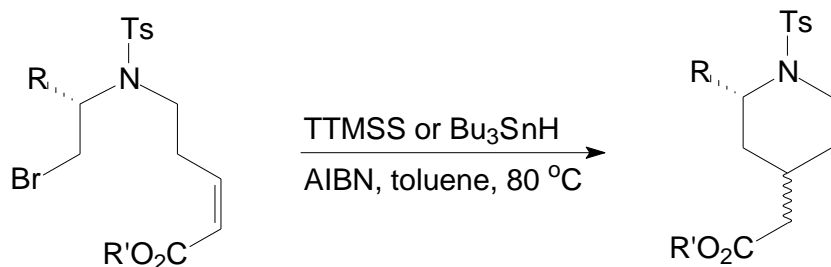 Ts
R
N
Br
R'O₂C
TTMSS or Bu₃SnH
AIBN, toluene, 80 °C
Ts
R
N
R'O₂C